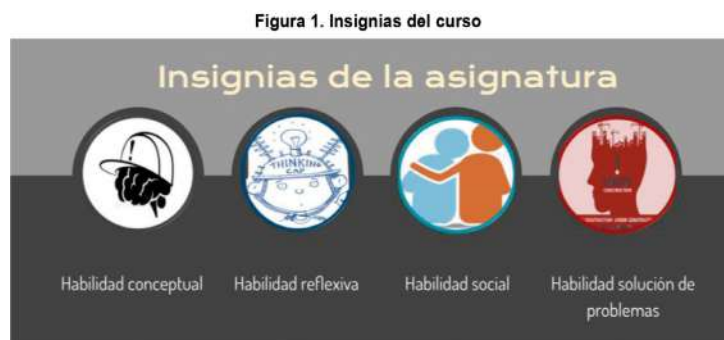 Figura 1. Insignias del curso
Insignias de la asignatura
THINKING
CAP
Habilidad conceptual
Habilidad reflexiva
Habilidad social
Habilidad solución de
problemas